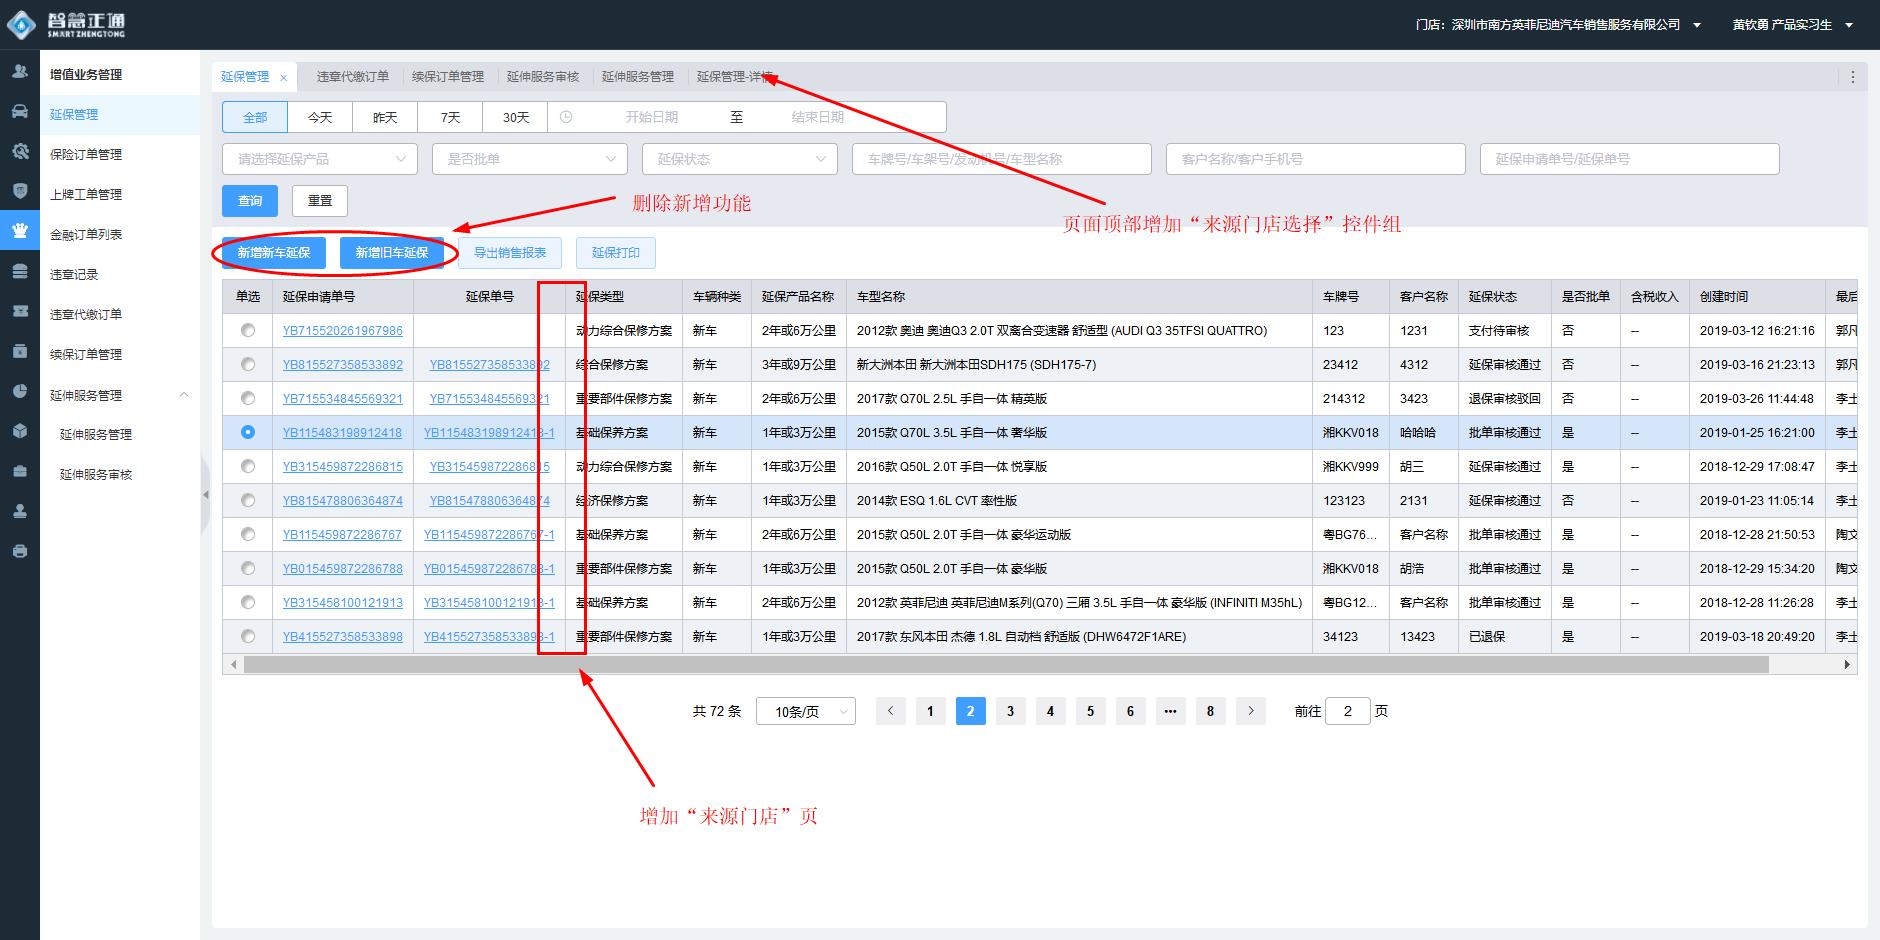 智慧正通
SMART ZHENGTONG
门店：深圳市南方英菲尼迪汽车销售服务有限公司
黄钦勇 产品实习生
增值业务管理
延保管理
保险订单管理
上牌工单管理
金融订单列表
违章记录
违章代缴订单
续保订单管理
延伸服务管理
延伸服务管理
延伸服务审核
延保管理 × 违章代缴订单 续保订单管理 延伸服务审核 延伸服务管理 延保管理-详情
全部 今天 昨天 7天 30天 开始日期 至 结束日期
请选择延保产品 是否批单 延保状态 车牌号/车架号/发动机号/车型名称 客户名称/客户手机号 延保申请单号/延保单号
查询 重置
删除新增功能
页面顶部增加“来源门店选择”控件组
新增新车延保 新增旧车延保 导出销售报表 延保打印
单选 延保申请单号 延保单号 延保类型 车辆种类 延保产品名称 车型名称 车牌号 客户名称 延保状态 是否批单 含税收入 创建时间 最后
YB715520261967986 动力综合保修方案 新车 2年或6万公里 2012款 奥迪 奥迪Q3 2.0T 双离合变速器 舒适型 (AUDI Q3 35TFSI QUATTRO) 123 1231 支付待审核 否 -- 2019-03-12 16:21:16 郭凡
YB815527358533892 YB815527358533892 综合保修方案 新车 3年或9万公里 新大洲本田 新大洲本田SDH175 (SDH175-7) 23412 4312 延保审核通过 否 -- 2019-03-16 21:23:13 郭凡
YB715534845569321 YB715534845569321 重要部件保修方案 新车 1年或3万公里 2017款 Q70L 2.5L 手自一体 精英版 214312 3423 退保审核驳回 否 -- 2019-03-26 11:44:48 李土
YB115483198912418 YB115483198912418-1 基础保养方案 新车 1年或3万公里 2015款 Q70L 3.5L 手自一体 奢华版 湘KKV018 哈哈哈 批单审核通过 是 -- 2019-01-25 16:21:00 李土
YB315459872286815 YB315459872286815 动力综合保修方案 新车 1年或3万公里 2016款 Q50L 2.0T 手自一体 悦享版 湘KKV999 胡三 延保审核通过 是 -- 2018-12-29 17:08:47 李土
YB815478806364874 YB815478806364874 经济保修方案 新车 1年或3万公里 2014款 ESQ 1.6L CVT 率性版 123123 2131 延保审核通过 否 -- 2019-01-23 11:05:14 李土
YB115459872286767 YB115459872286767-1 基础保养方案 新车 2年或6万公里 2015款 Q50L 2.0T 手自一体 豪华运动版 粤BG76... 客户名称 批单审核通过 是 -- 2018-12-28 21:50:53 陶文
YB015459872286788 YB015459872286788-1 重要部件保修方案 新车 1年或3万公里 2015款 Q50L 2.0T 手自一体 豪华版 湘KKV018 胡浩 批单审核通过 是 -- 2018-12-29 15:34:20 陶文
YB315458100121913 YB315458100121913-1 基础保养方案 新车 2年或6万公里 2012款 英菲尼迪 英菲尼迪M系列(Q70) 三厢 3.5L 手自一体 豪华版 (INFINITI M35hL) 粤BG12... 客户名称 批单审核通过 是 -- 2018-12-28 11:26:28 李土
YB415527358533898 YB415527358533898-1 重要部件保修方案 新车 1年或3万公里 2017款 东风本田 杰德 1.8L 自动档 舒适版 (DHW6472F1ARE) 34123 13423 已退保 是 -- 2019-03-18 20:49:20 李土
共 72 条 10条/页 < 1 2 3 4 5 6 ••• 8 > 前往 2 页
增加“来源门店”页